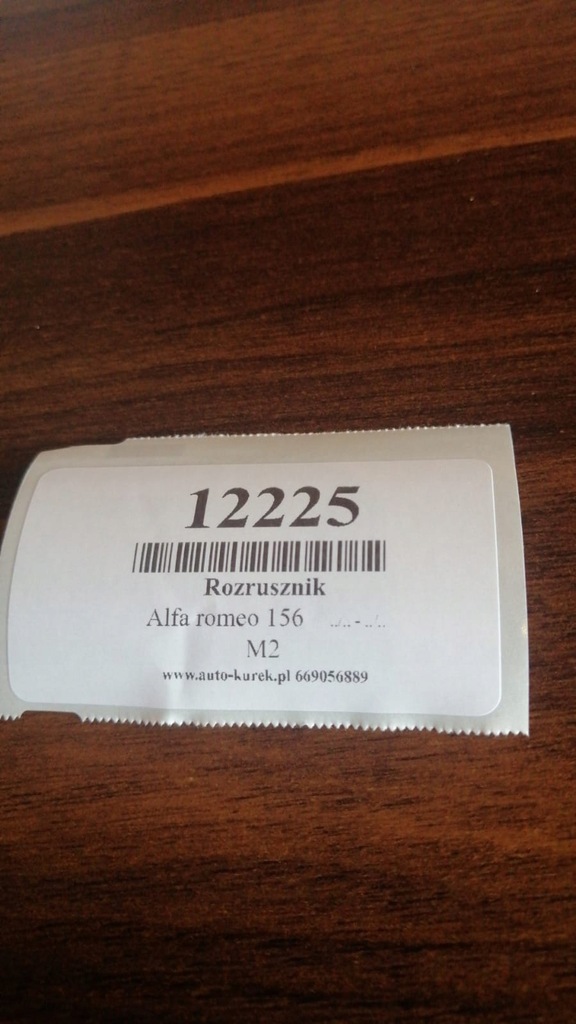 12225
Rozrusznik
Alfa romeo 156
M2
www.auto-kurek.pl 669056889